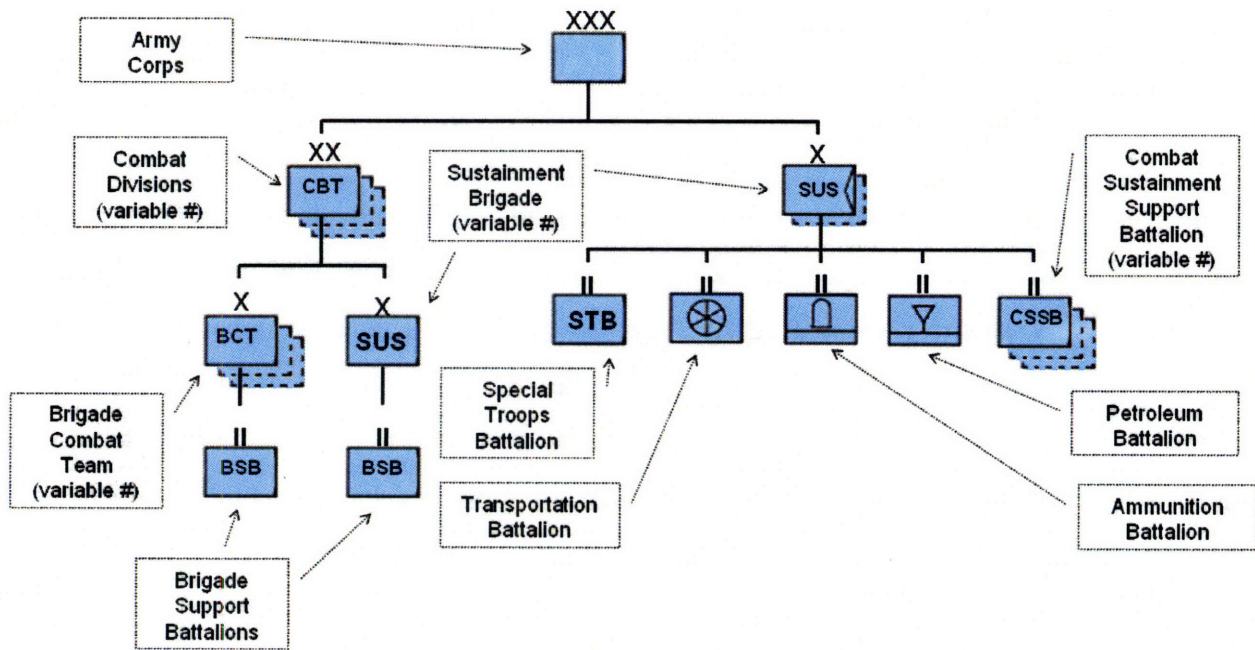 XXX
Army
Corps
XX
CBT
Combat
Divisions
(variable #)
Sustainment
Brigade
(variable #)
X
SUS
Combat
Sustainment
Support
Battalion
(variable #)
X
BCT
X
SUS
II
STB
II
II
II
II
CSSB
Brigade
Combat
Team
(variable #)
II
BSB
II
BSB
Special
Troops
Battalion
Petroleum
Battalion
Transportation
Battalion
Ammunition
Battalion
Brigade
Support
Battalions